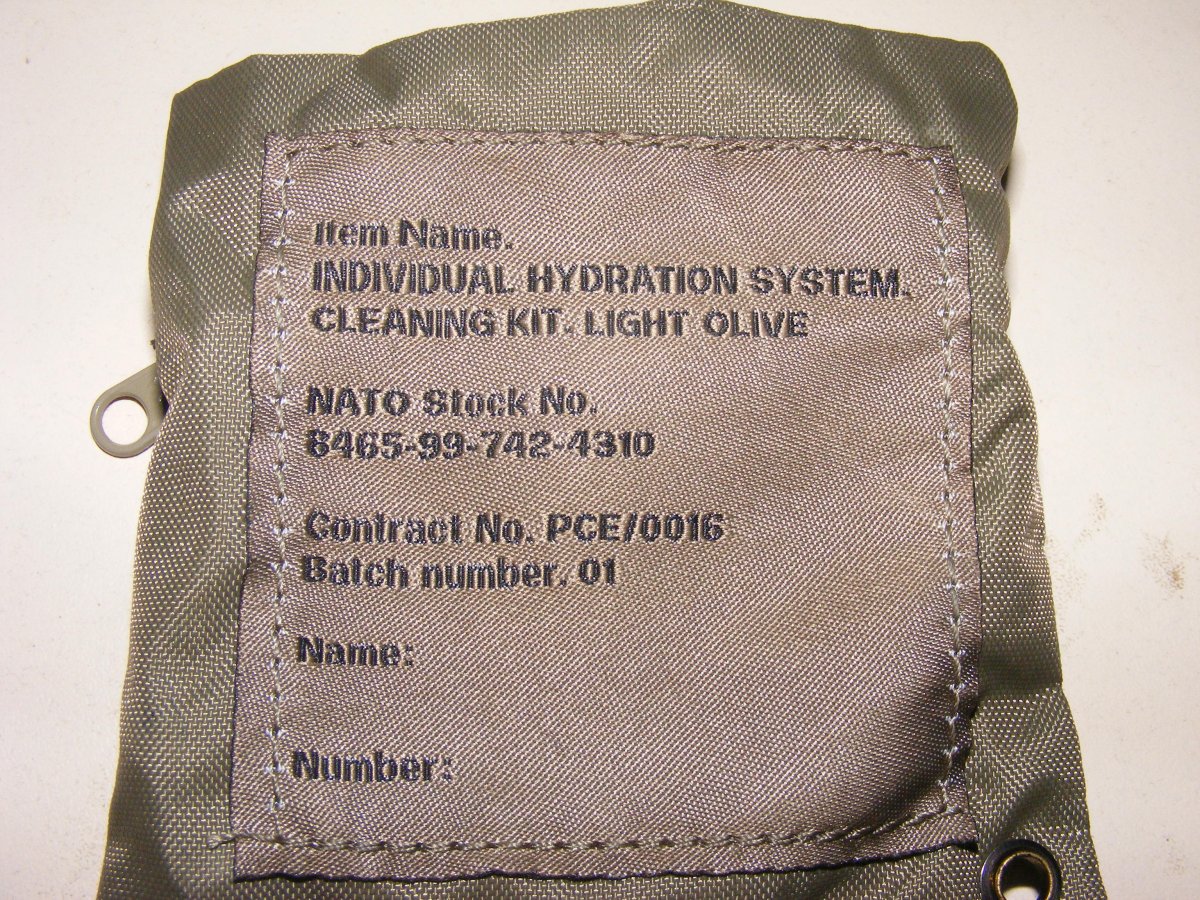 Item Name.
INDIVIDUAL HYDRATION SYSTEM.
CLEANING KIT. LIGHT OLIVE
NATO Stock No.
8465-99-742-4310
Contract No. PCE/0016
Batch number. 01
Name:
Number: